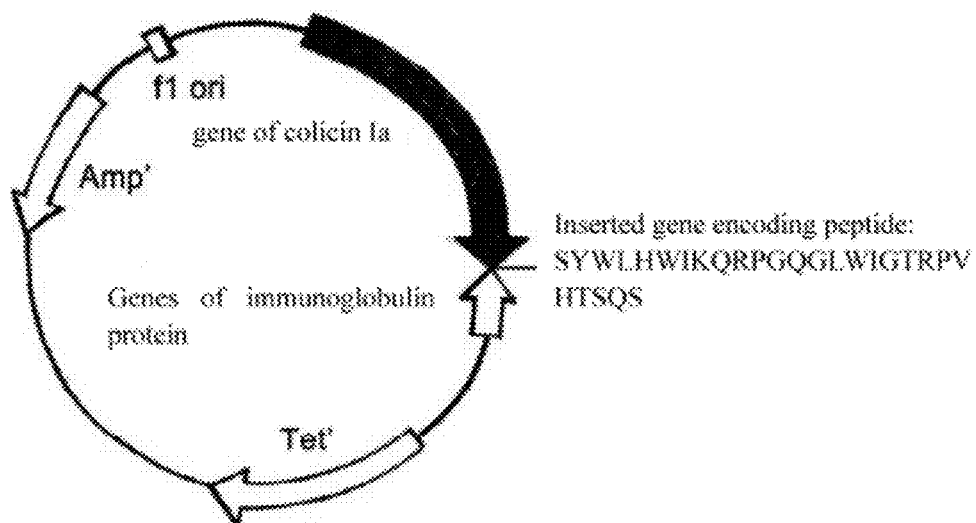 f1 ori
gene of colicin Ia
Amp'
Inserted gene encoding peptide:
SYWLHWIKQRPGQGLWIGTRPV
HTSQS
Genes of immunoglobulin
protein
Tet'